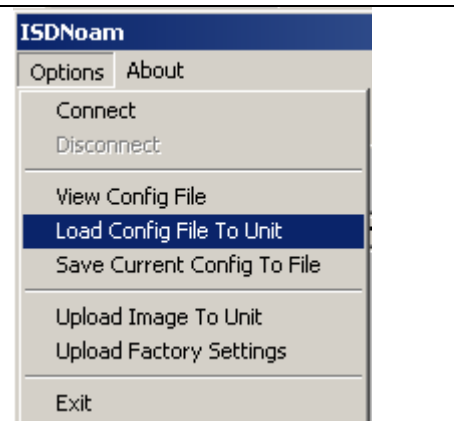 ISDNoam
Options About
Connect
Disconnect
View Config File
Load Config File To Unit
Save Current Config To File
Upload Image To Unit
Upload Factory Settings
Exit